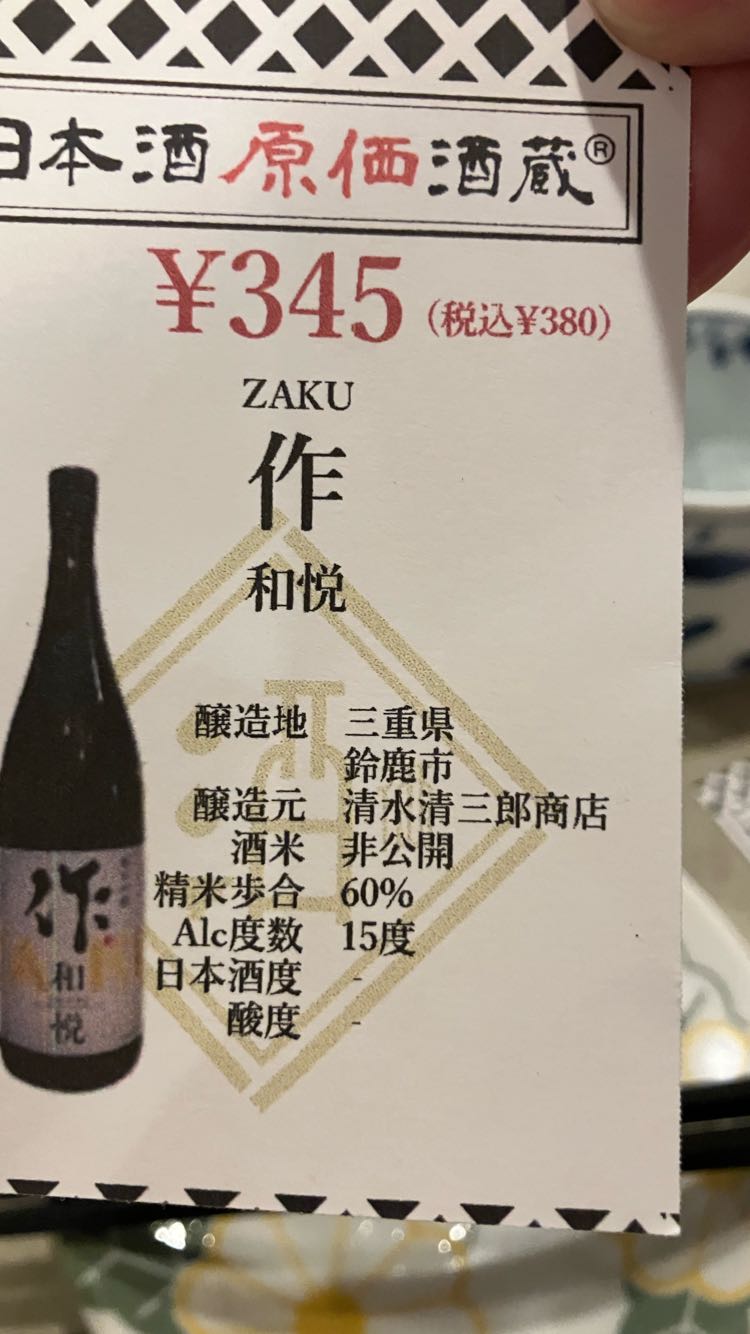 日本酒原価酒蔵®
¥345 (税込¥380)
ZAKU
作
和悦
醸造地 三重県
鈴鹿市
醸造元 清水清三郎商店
酒米 非公開
精米歩合 60%
Alc度数 15度
日本酒度 -
酸度 -
作
和
悦